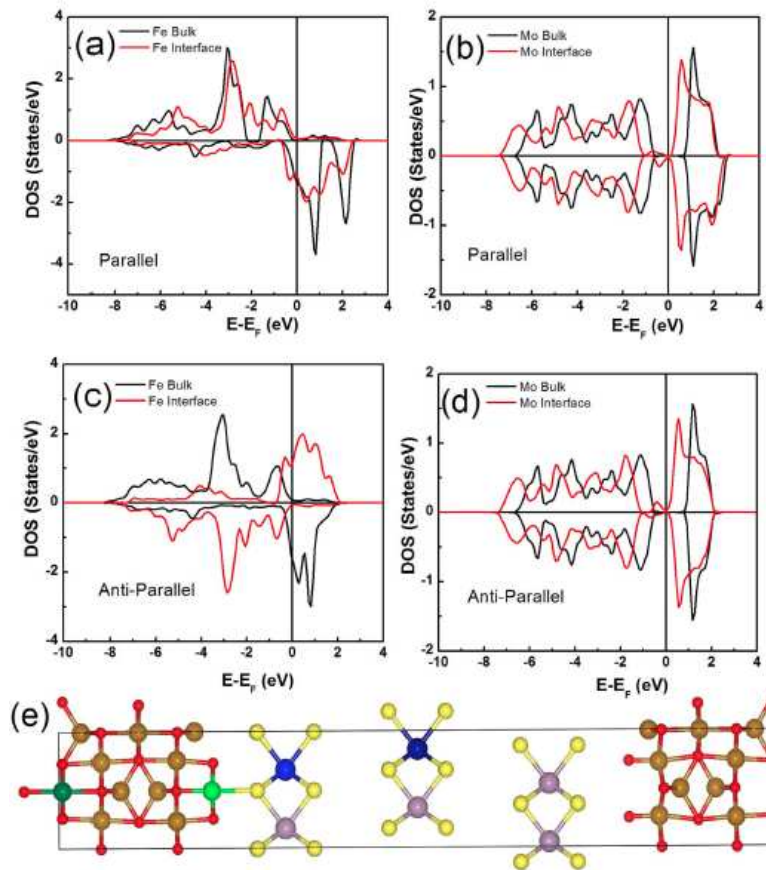 (a)
Fe Bulk
Fe Interface
4
2
0
-2
-4
DOS (States/eV)
Parallel
-10 -8 -6 -4 -2 0 2 4
E-E_F (eV)
(b)
Mo Bulk
Mo Interface
2
1
0
-1
-2
DOS (States/eV)
Parallel
-10 -8 -6 -4 -2 0 2 4
E-E_F (eV)
(c)
Fe Bulk
Fe Interface
4
2
0
-2
-4
DOS (States/eV)
Anti-Parallel
-10 -8 -6 -4 -2 0 2 4
E-E_F (eV)
(d)
Mo Bulk
Mo Interface
2
1
0
-1
-2
DOS (States/eV)
Anti-Parallel
-10 -8 -6 -4 -2 0 2 4
E-E_F (eV)
(e)